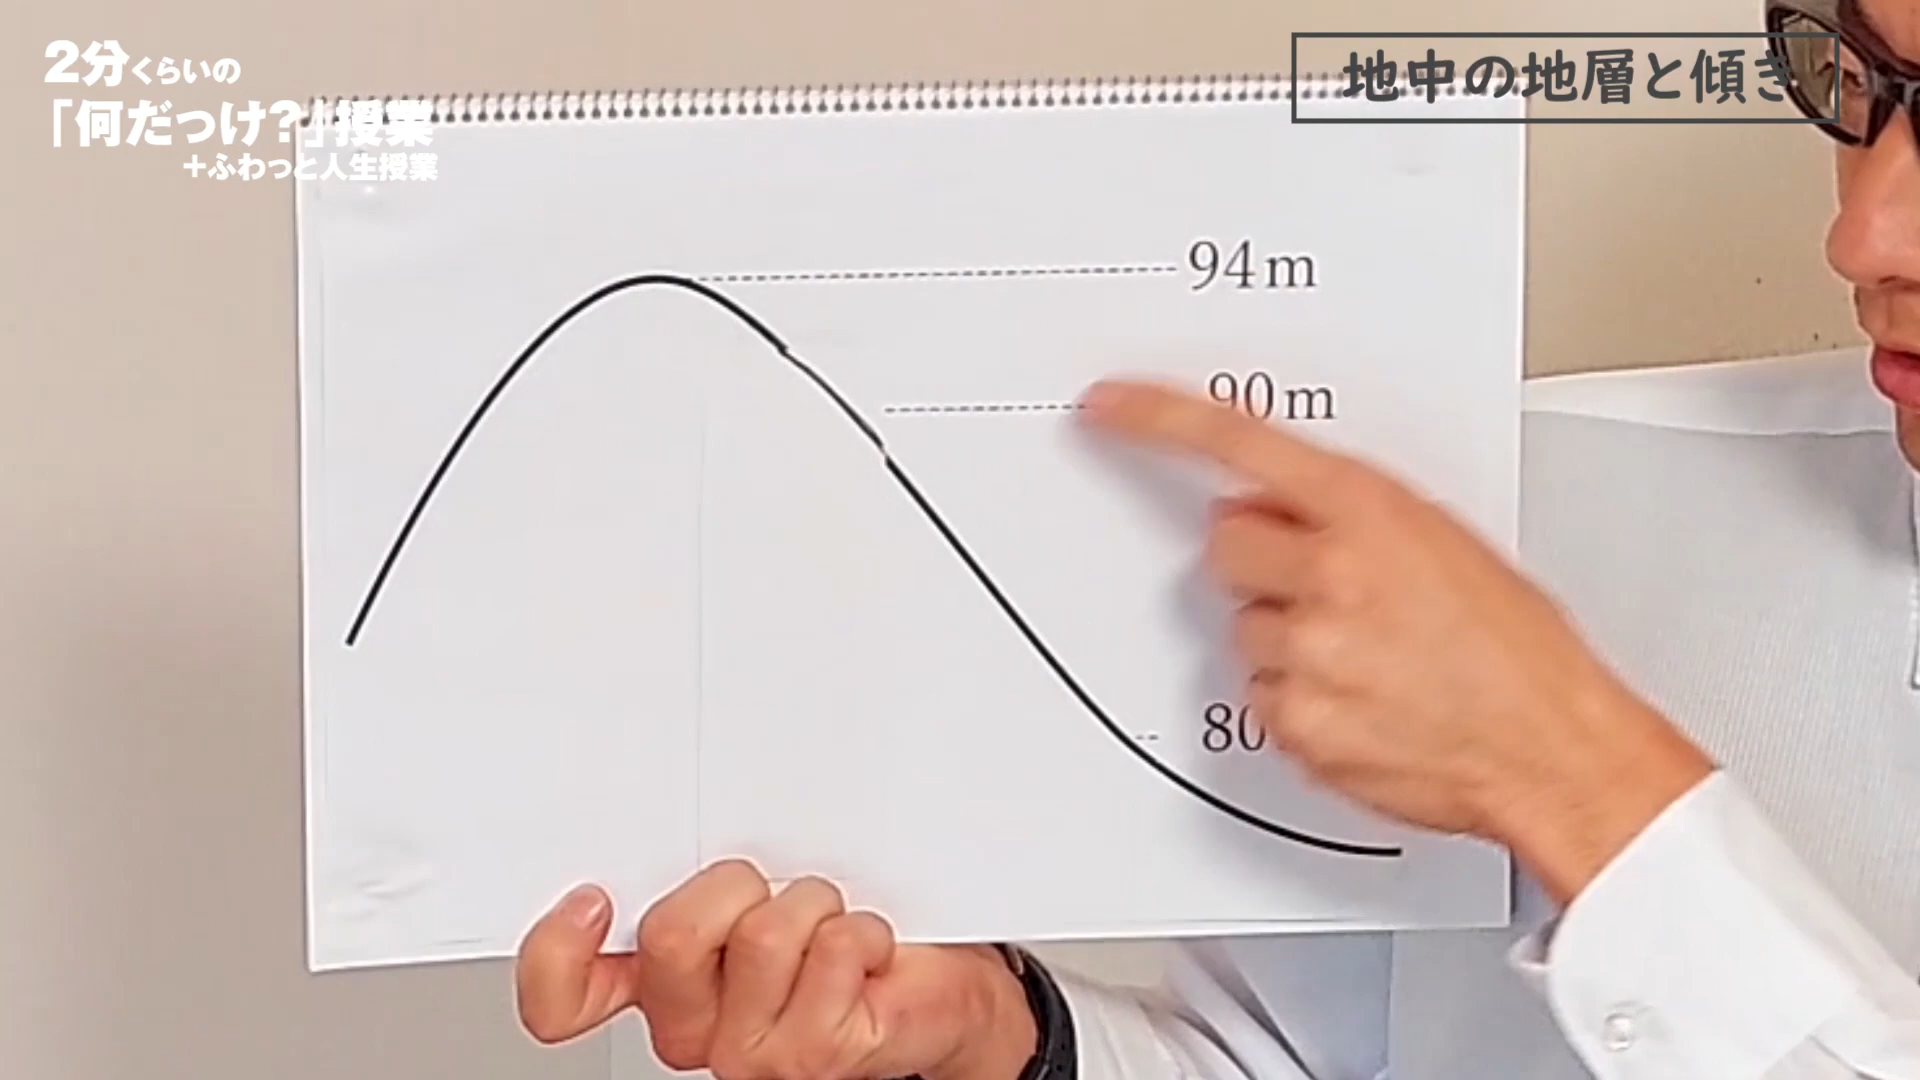 2分くらいの
「何だっけ?」授業
+ふわっと人生授業
地中の地層と傾き
94m
90m
80